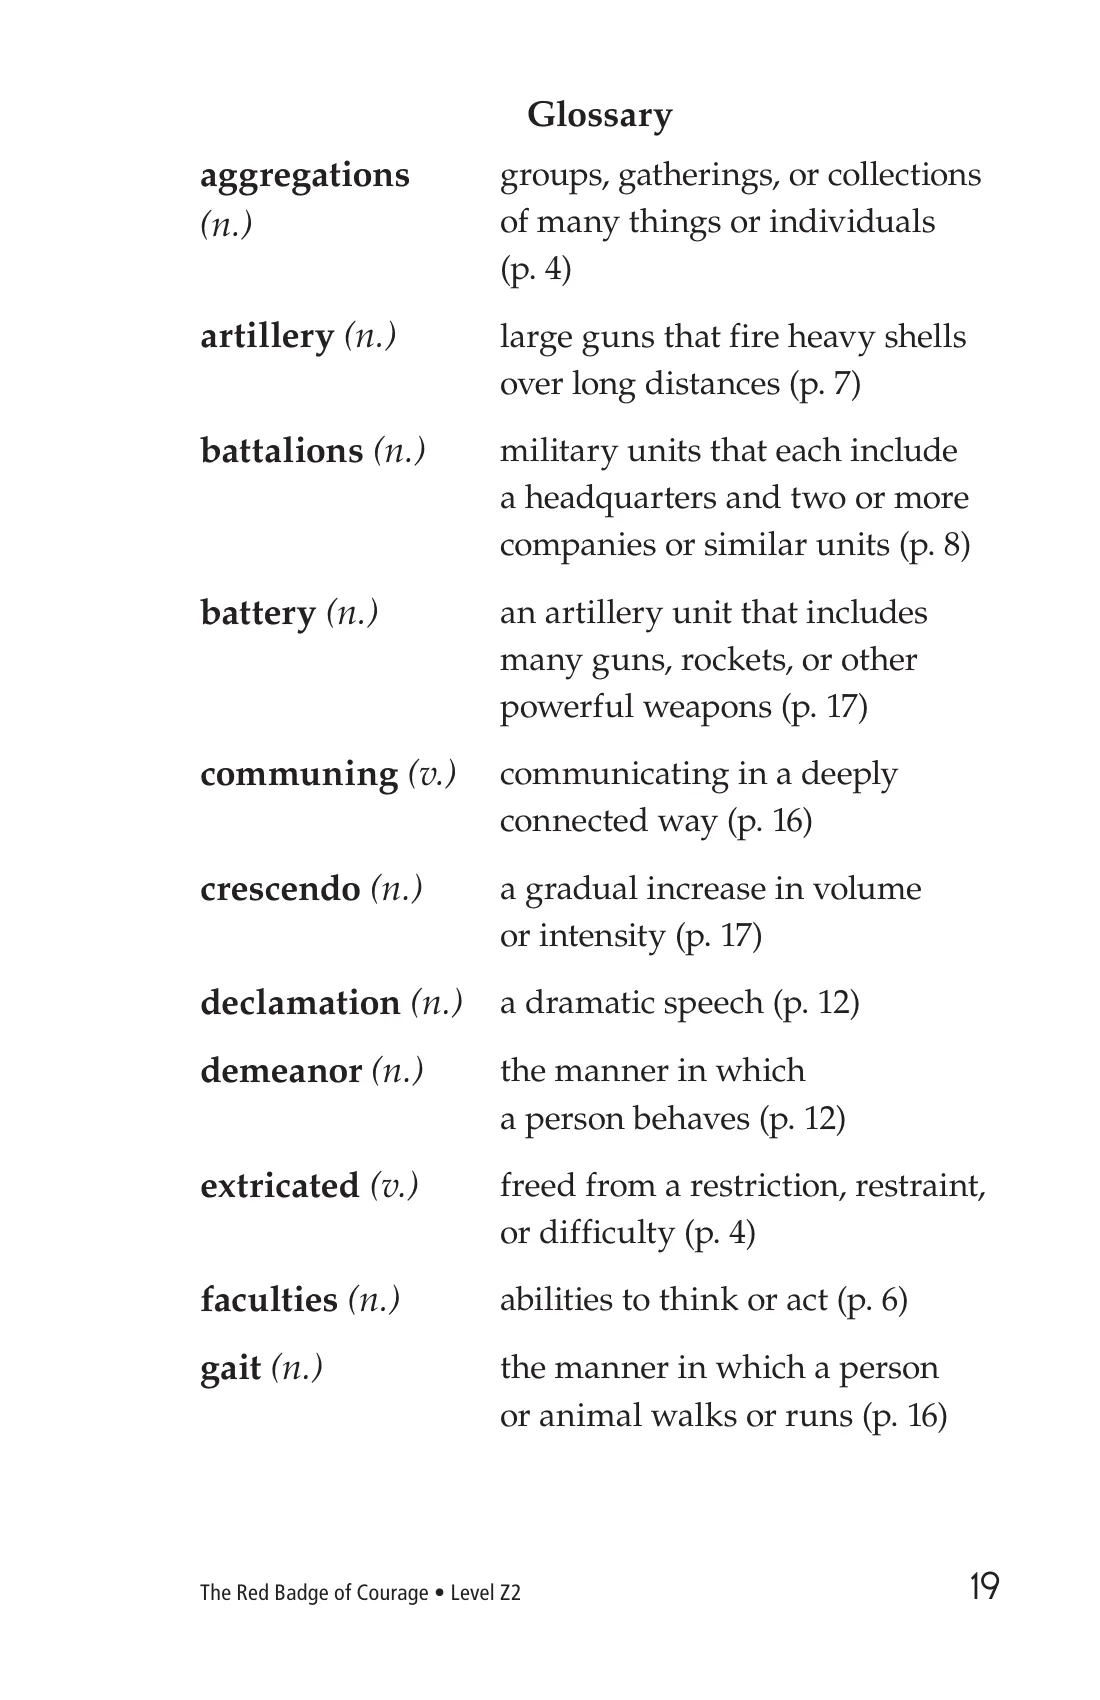 Glossary
aggregations groups, gatherings, or collections
(n.) of many things or individuals
(p. 4)
artillery (n.) large guns that fire heavy shells
over long distances (p. 7)
battalions (n.) military units that each include
a headquarters and two or more
companies or similar units (p. 8)
battery (n.) an artillery unit that includes
many guns, rockets, or other
powerful weapons (p. 17)
communing (v.) communicating in a deeply
connected way (p. 16)
crescendo (n.) a gradual increase in volume
or intensity (p. 17)
declamation (n.) a dramatic speech (p. 12)
demeanor (n.) the manner in which
a person behaves (p. 12)
extricated (v.) freed from a restriction, restraint,
or difficulty (p. 4)
faculties (n.) abilities to think or act (p. 6)
gait (n.) the manner in which a person
or animal walks or runs (p. 16)
The Red Badge of Courage • Level Z2 19